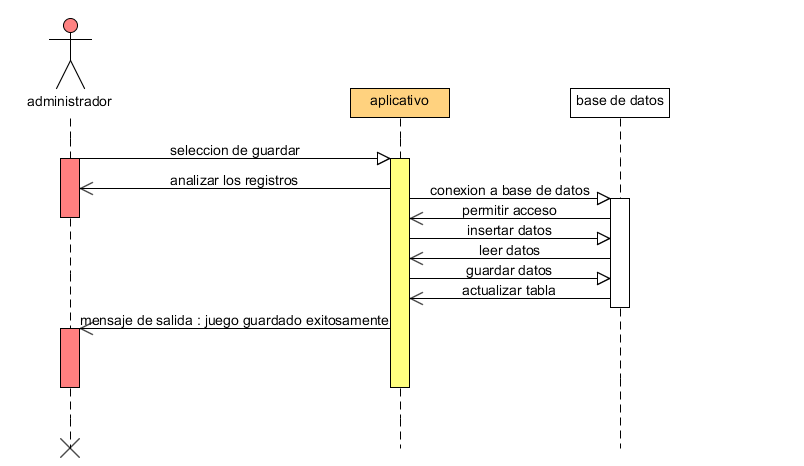 administrador
aplicativo
base de datos
seleccion de guardar
analizar los registros
conexion a base de datos
permitir acceso
insertar datos
leer datos
guardar datos
actualizar tabla
mensaje de salida : juego guardado exitosamente